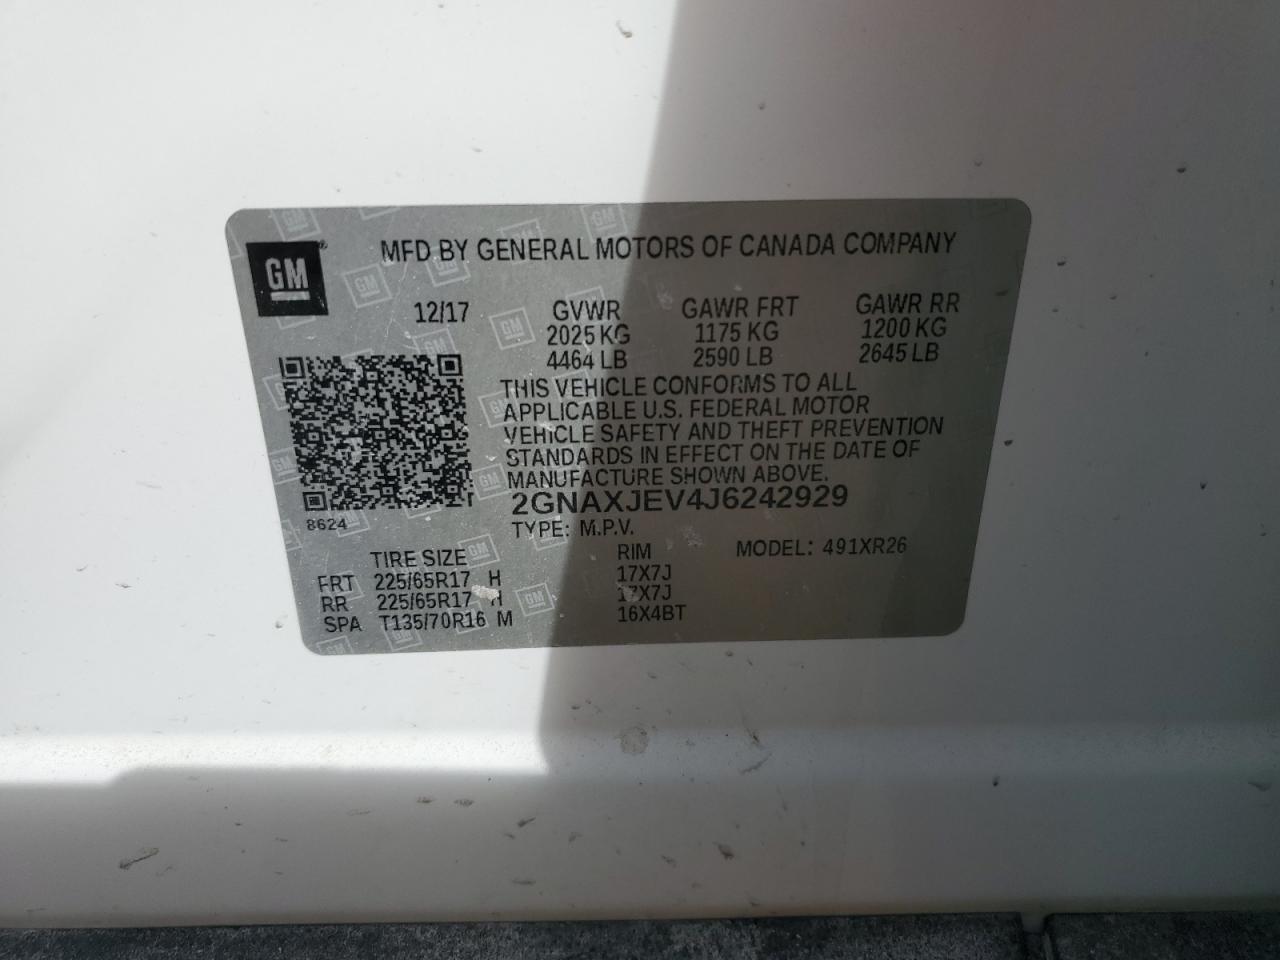 GM
MFD BY GENERAL MOTORS OF CANADA COMPANY
12/17 GVWR GAWR FRT GAWR RR
2025 KG 1175 KG 1200 KG
4464 LB 2590 LB 2645 LB
THIS VEHICLE CONFORMS TO ALL
APPLICABLE U.S. FEDERAL MOTOR
VEHICLE SAFETY AND THEFT PREVENTION
STANDARDS IN EFFECT ON THE DATE OF
MANUFACTURE SHOWN ABOVE.
2GNAXJEV4J6242929
8624
TYPE: M.P.V.
TIRE SIZE RIM MODEL: 491XR26
FRT 225/65R17 H 17X7J
RR 225/65R17 H 17X7J
SPA T135/70R16 M 16X4BT